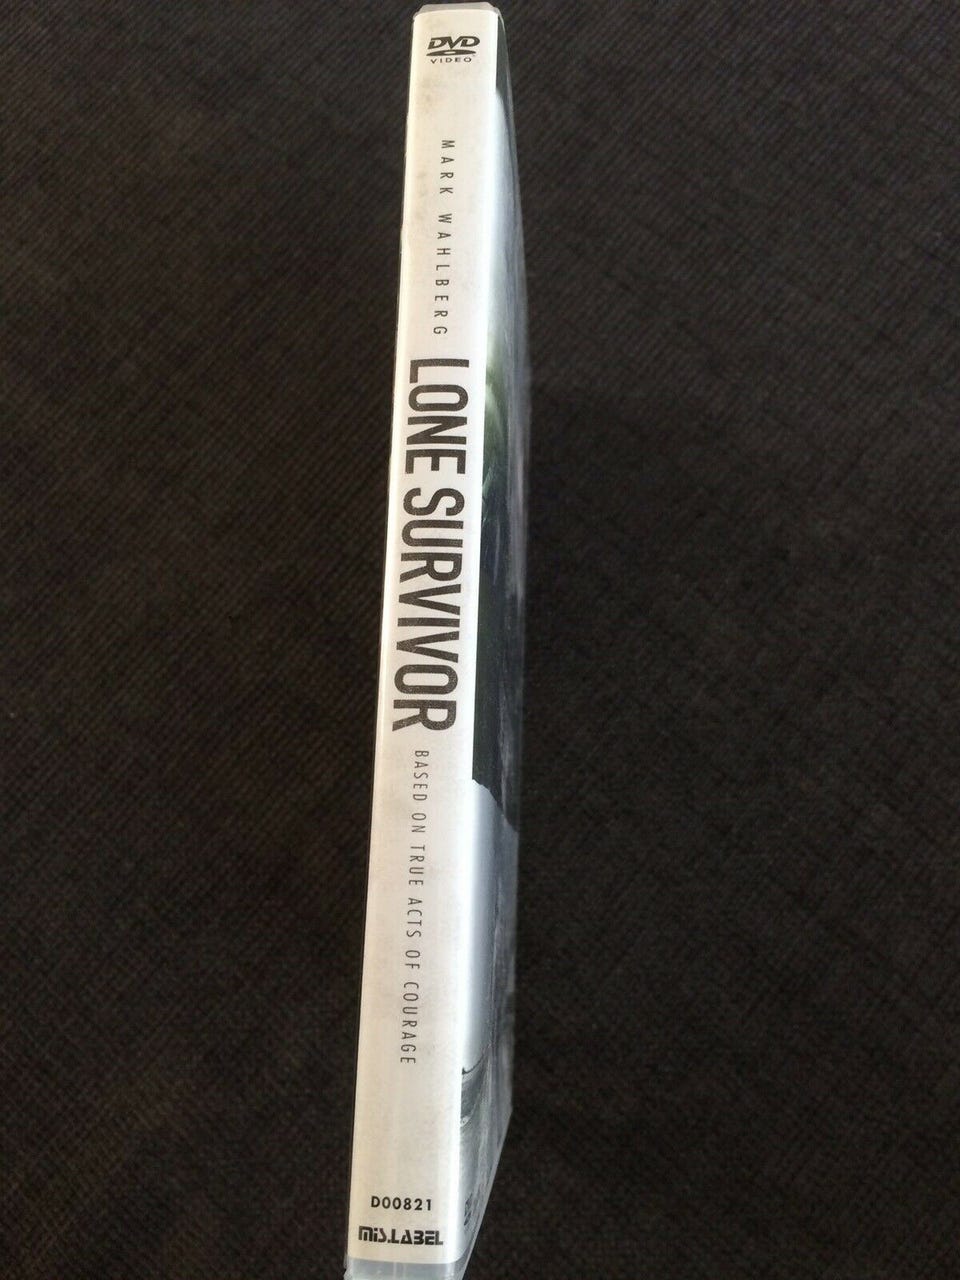 DVD
VIDEO
MARK WAHLBERG
LONE SURVIVOR
BASED ON TRUE ACTS OF COURAGE
D00821
mis.LABEL